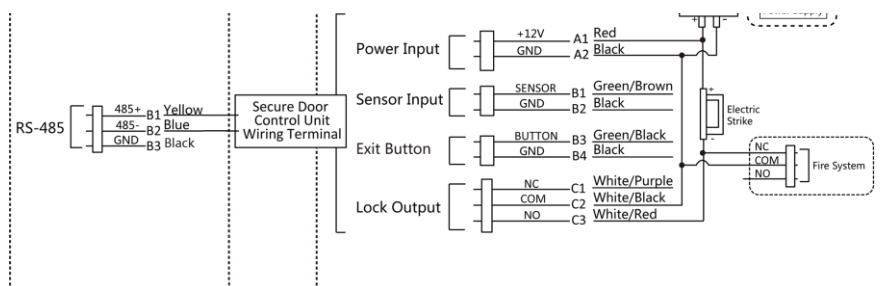 Power Supply
+12V A1 Red
Power Input
GND A2 Black
SENSOR B1 Green/Brown
Sensor Input
GND B2 Black
485+ B1 Yellow
RS-485
485- B2 Blue
GND B3 Black
Secure Door
Control Unit
Wiring Terminal
+
Electric
Strike
-
BUTTON B3 Green/Black
Exit Button
GND B4 Black
NC
COM
NO
Fire System
NC C1 White/Purple
COM C2 White/Black
Lock Output
NO C3 White/Red